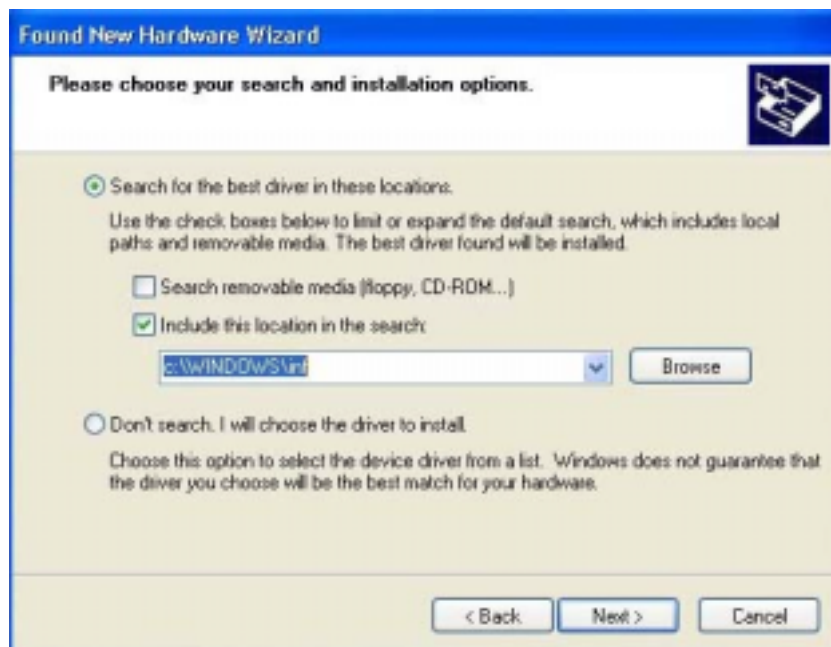 Found New Hardware Wizard
Please choose your search and installation options.
Search for the best driver in these locations.
Use the check boxes below to limit or expand the default search, which includes local
paths and removable media. The best driver found will be installed.
Search removable media (floppy, CD-ROM...)
Include this location in the search:
c:\WINDOWS\inf
Browse
Don't search. I will choose the driver to install.
Choose this option to select the device driver from a list. Windows does not guarantee that
the driver you choose will be the best match for your hardware.
< Back
Next >
Cancel